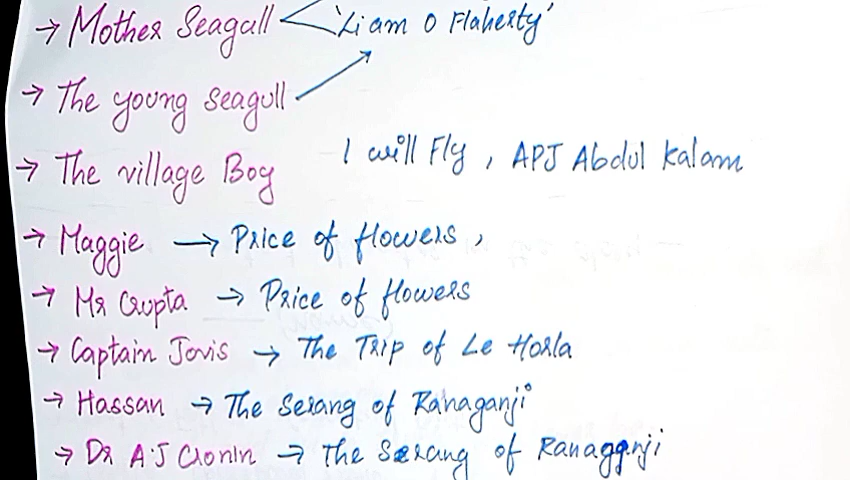 → Mother Seagull < 'Liam O Flaherty'
→ The young seagull
→ The village Boy I will Fly, APJ Abdul Kalam
→ Maggie → Price of flowers,
→ Mr Gupta → Price of flowers
→ Captain Jovis → The Trip of Le Horla
→ Hassan → The Serang of Ranaganji
→ Dr A.J Cronin → The Serang of Ranaganji